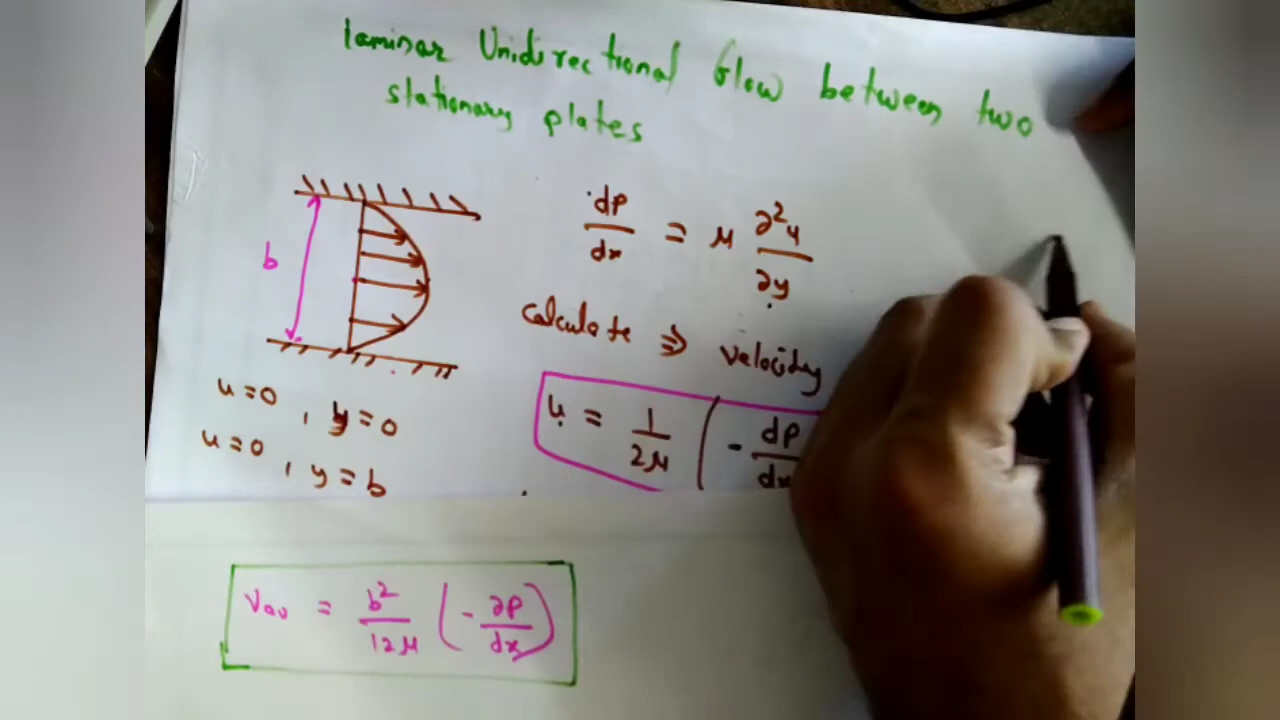 laminar Unidirectional flow between two
stationary plates
b
dp/dx = μ ∂²u/∂y
calculate ⇒ velocity
u=0 , y=0
u=0 , y=b
u = 1/2μ ( - dp/dx
Vav = b²/12μ ( - ∂p/dx )